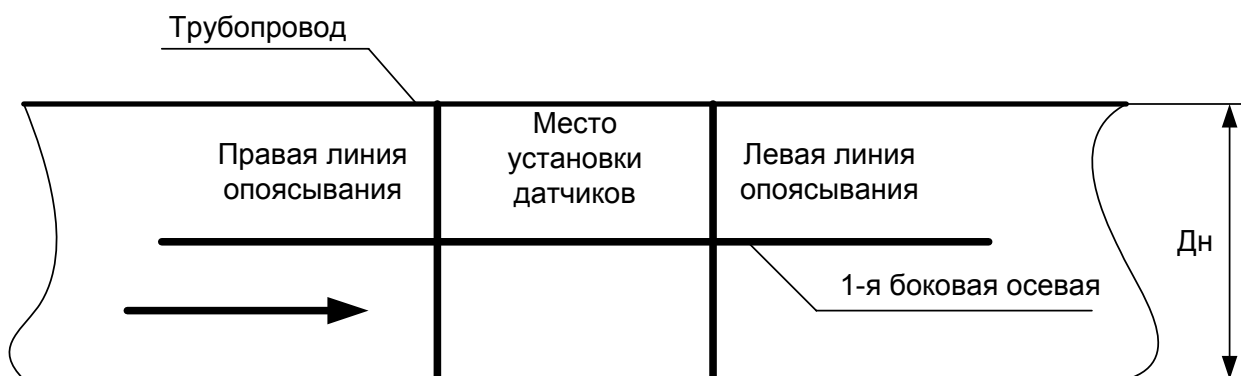 Трубопровод
Правая линия
опоясывания
Место
установки
датчиков
Левая линия
опоясывания
Дн
1-я боковая осевая